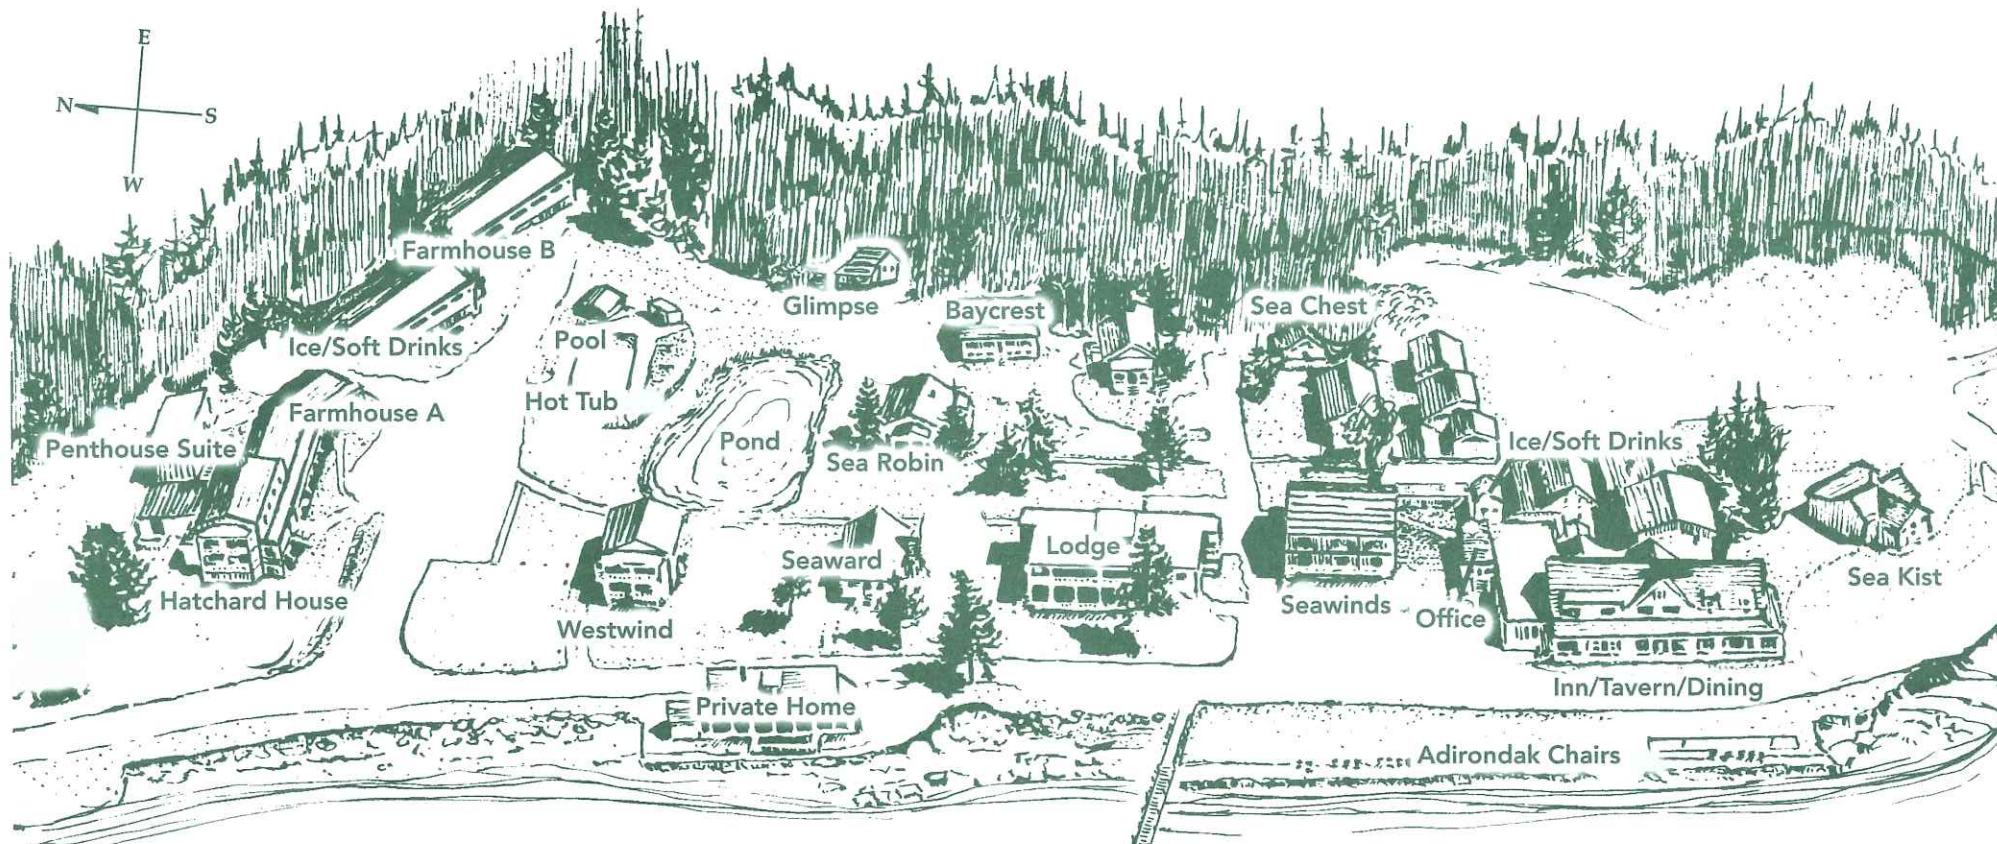 E
N
S
W
Farmhouse B
Glimpse
Baycrest
Sea Chest
Ice/Soft Drinks
Pool
Hot Tub
Farmhouse A
Penthouse Suite
Pond
Sea Robin
Ice/Soft Drinks
Hatchard House
Westwind
Seaward
Lodge
Seawinds
Office
Sea Kist
Inn/Tavern/Dining
Private Home
Adirondak Chairs